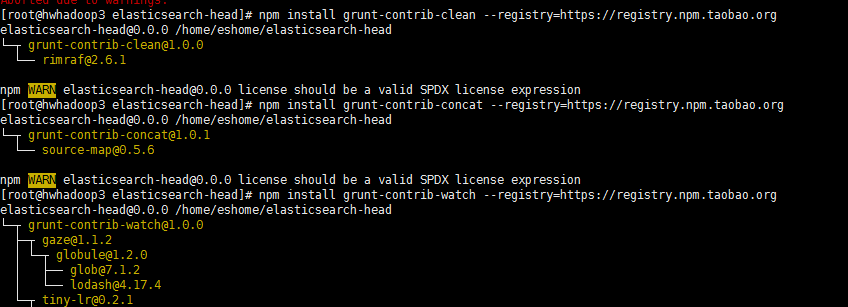 Aborted due to warnings.
[root@hwhadoop3 elasticsearch-head]# npm install grunt-contrib-clean --registry=https://registry.npm.taobao.org
elasticsearch-head@0.0.0 /home/eshome/elasticsearch-head
└─┬ grunt-contrib-clean@1.0.0
  └── rimraf@2.6.1
npm WARN elasticsearch-head@0.0.0 license should be a valid SPDX license expression
[root@hwhadoop3 elasticsearch-head]# npm install grunt-contrib-concat --registry=https://registry.npm.taobao.org
elasticsearch-head@0.0.0 /home/eshome/elasticsearch-head
└─┬ grunt-contrib-concat@1.0.1
  └── source-map@0.5.6
npm WARN elasticsearch-head@0.0.0 license should be a valid SPDX license expression
[root@hwhadoop3 elasticsearch-head]# npm install grunt-contrib-watch --registry=https://registry.npm.taobao.org
elasticsearch-head@0.0.0 /home/eshome/elasticsearch-head
└─┬ grunt-contrib-watch@1.0.0
  ├─┬ gaze@1.1.2
  │ └─┬ globule@1.2.0
  │   ├── glob@7.1.2
  │   └── lodash@4.17.4
  └─┬ tiny-lr@0.2.1